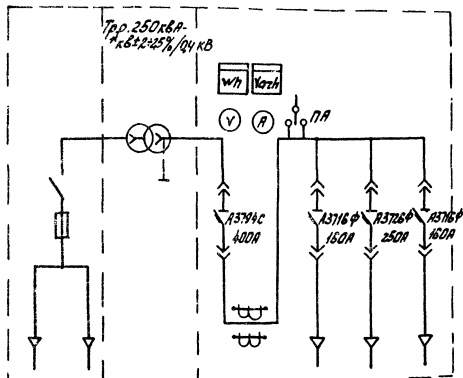 Тр.р. 250 кВА-
*кВ±2÷2,5%/0,4 кВ
Wh
Varh
V
A
ПА
А3794С
400А
А3716Ф
160А
А3726Ф
250А
А3716Ф
160А